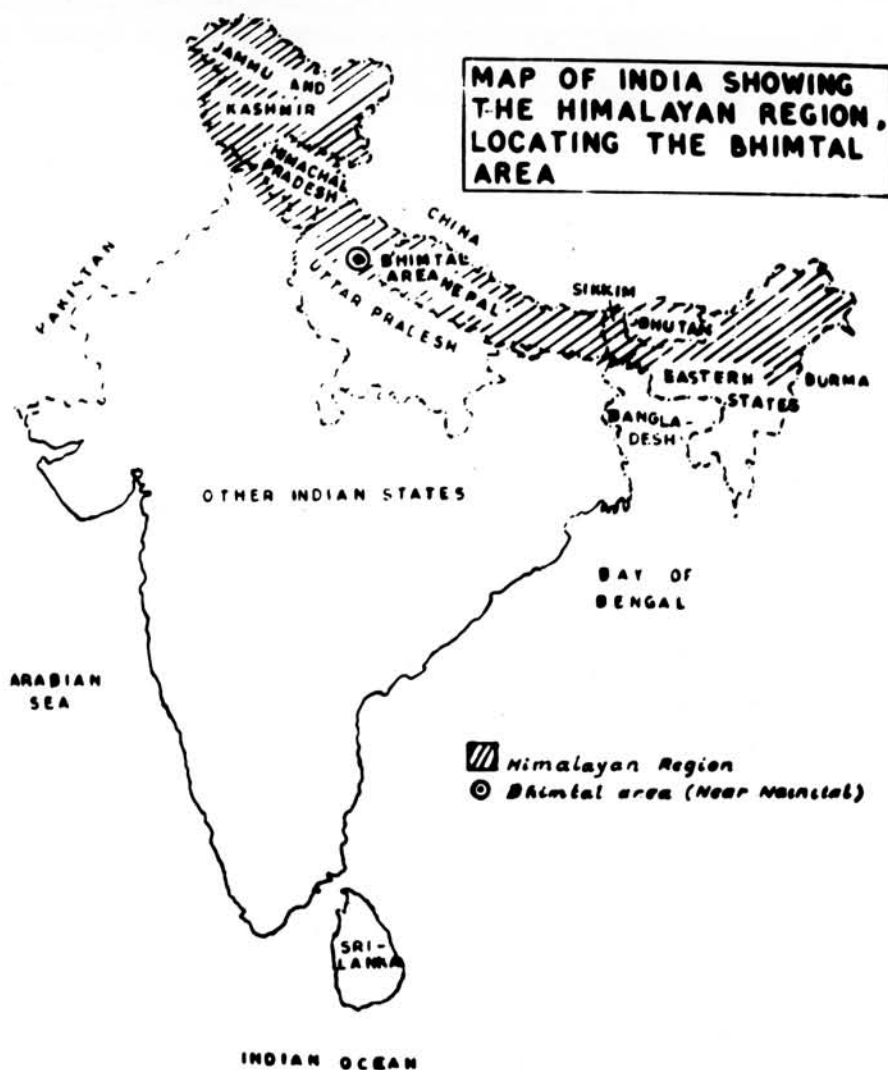 MAP OF INDIA SHOWING
THE HIMALAYAN REGION,
LOCATING THE BHIMTAL
AREA
JAMMU AND
KASHMIR
HIMACHAL
PRADESH
CHINA
PAKISTAN
BHIMTAL
AREA
NEPAL
UTTAR PRADESH
SIKKIM
BHUTAN
EASTERN
STATES
BURMA
BANGLA-
DESH
OTHER INDIAN STATES
BAY OF
BENGAL
ARABIAN
SEA
Himalayan Region
Bhimtal area (Near Nainital)
SRI-
LANKA
INDIAN OCEAN